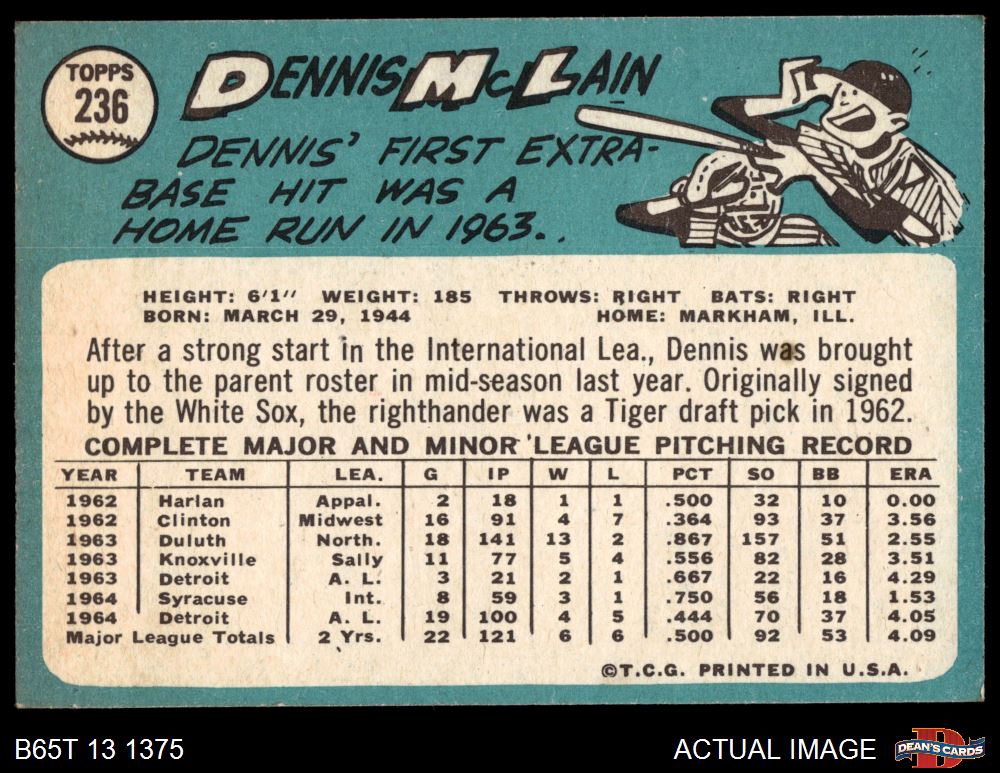 TOPPS
236
DENNIS McLAIN
DENNIS' FIRST EXTRA-
BASE HIT WAS A
HOME RUN IN 1963..
HEIGHT: 6'1" WEIGHT: 185 THROWS: RIGHT BATS: RIGHT
BORN: MARCH 29, 1944 HOME: MARKHAM, ILL.
After a strong start in the International Lea., Dennis was brought
up to the parent roster in mid-season last year. Originally signed
by the White Sox, the righthander was a Tiger draft pick in 1962.
COMPLETE MAJOR AND MINOR LEAGUE PITCHING RECORD
YEAR TEAM LEA. G IP W L PCT SO BB ERA
1962 Harlan Appal. 2 18 1 1 .500 32 10 0.00
1962 Clinton Midwest 16 91 4 7 .364 93 37 3.56
1963 Duluth North. 18 141 13 2 .867 157 51 2.55
1963 Knoxville Sally 11 77 5 4 .556 82 28 3.51
1963 Detroit A. L. 3 21 2 1 .667 22 16 4.29
1964 Syracuse Int. 8 59 3 1 .750 56 18 1.53
1964 Detroit A. L. 19 100 4 5 .444 70 37 4.05
Major League Totals 2 Yrs. 22 121 6 6 .500 92 53 4.09
©T.C.G. PRINTED IN U.S.A.
B65T 13 1375 ACTUAL IMAGE
D
DEAN'S CARDS